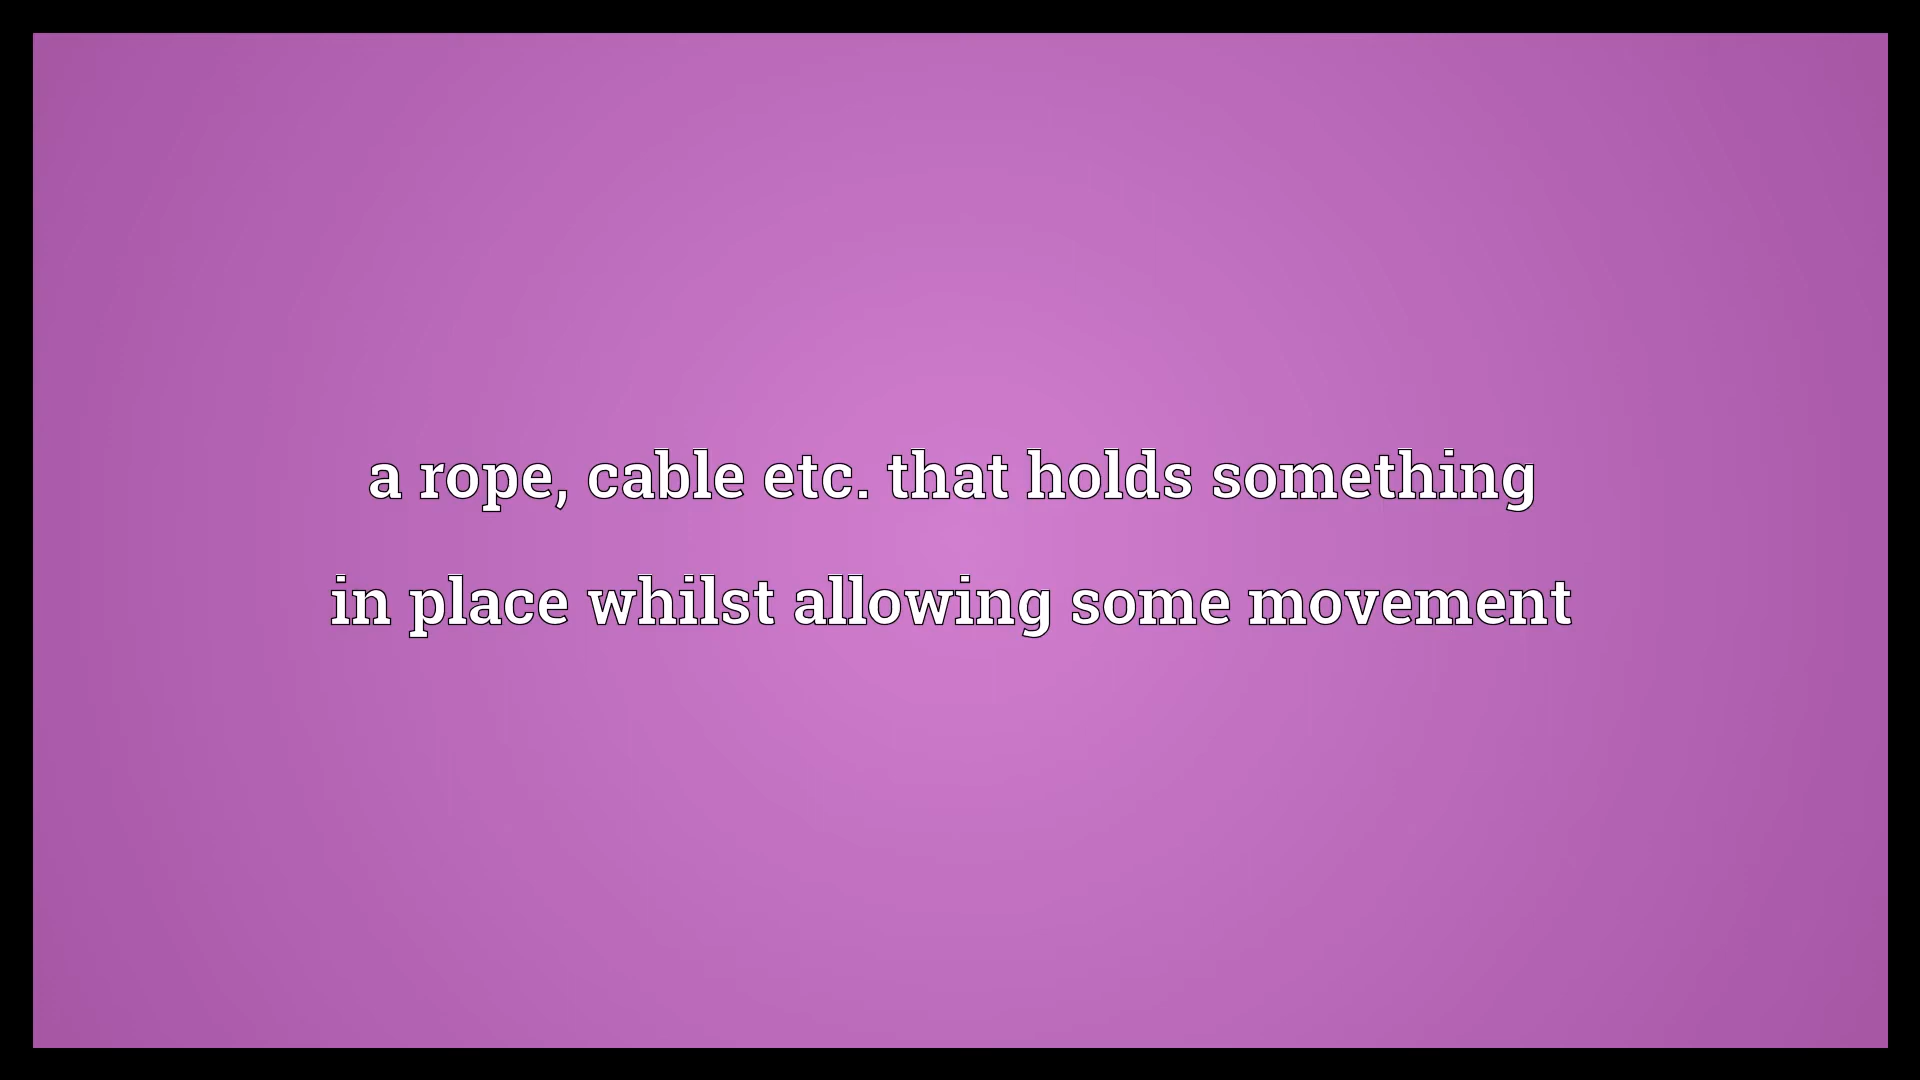 a rope, cable etc. that holds something
in place whilst allowing some movement